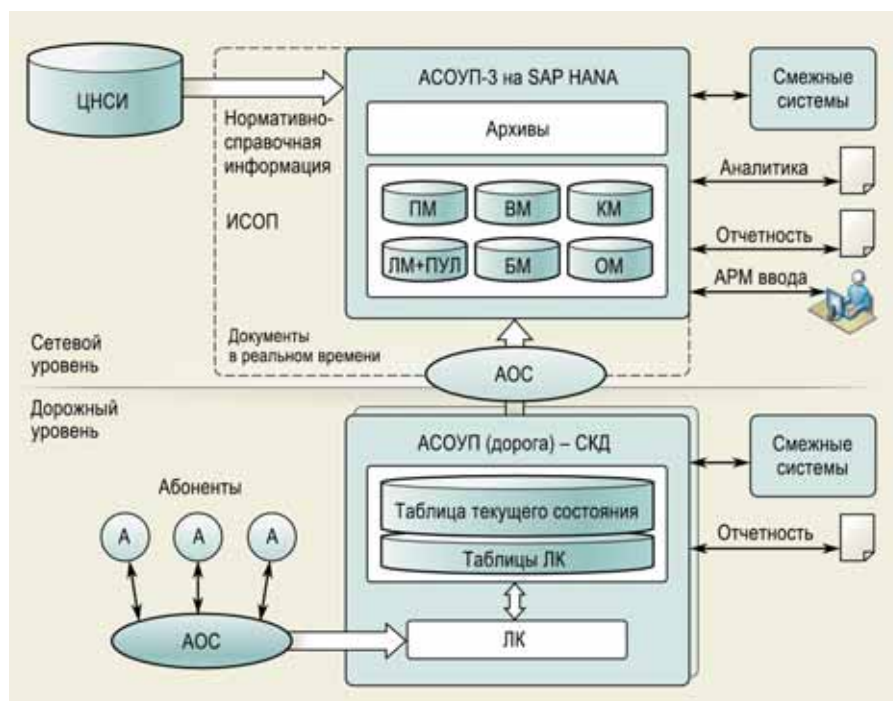 ЦНСИ
Нормативно-
справочная
информация
ИСОП
АСОУП-3 на SAP HANA
Архивы
ПМ
ВМ
КМ
ЛМ+ПУЛ
БМ
ОМ
Смежные
системы
Аналитика
Отчетность
АРМ ввода
Документы
в реальном времени
Сетевой
уровень
АОС
Дорожный
уровень
АСОУП (дорога) – СКД
Таблица текущего состояния
Таблицы ЛК
ЛК
Смежные
системы
Отчетность
Абоненты
А
А
А
АОС